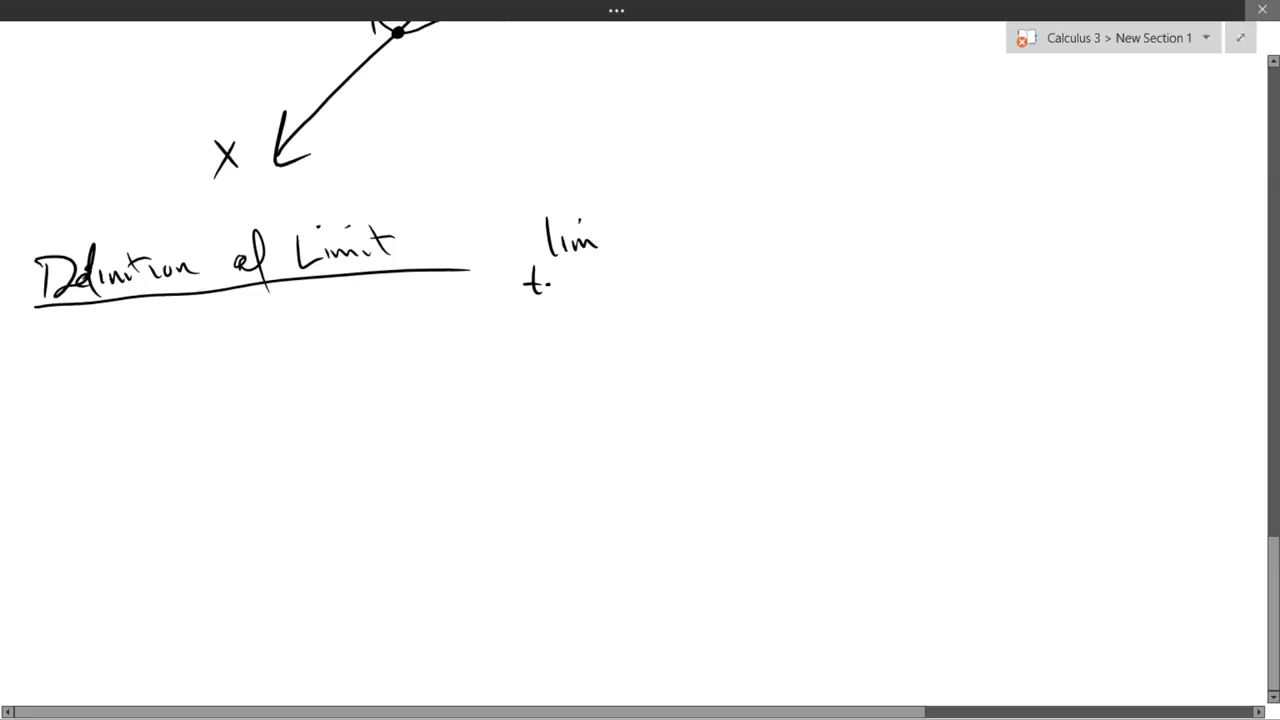 Calculus 3 > New Section 1
X
Definition of Limit lim
t